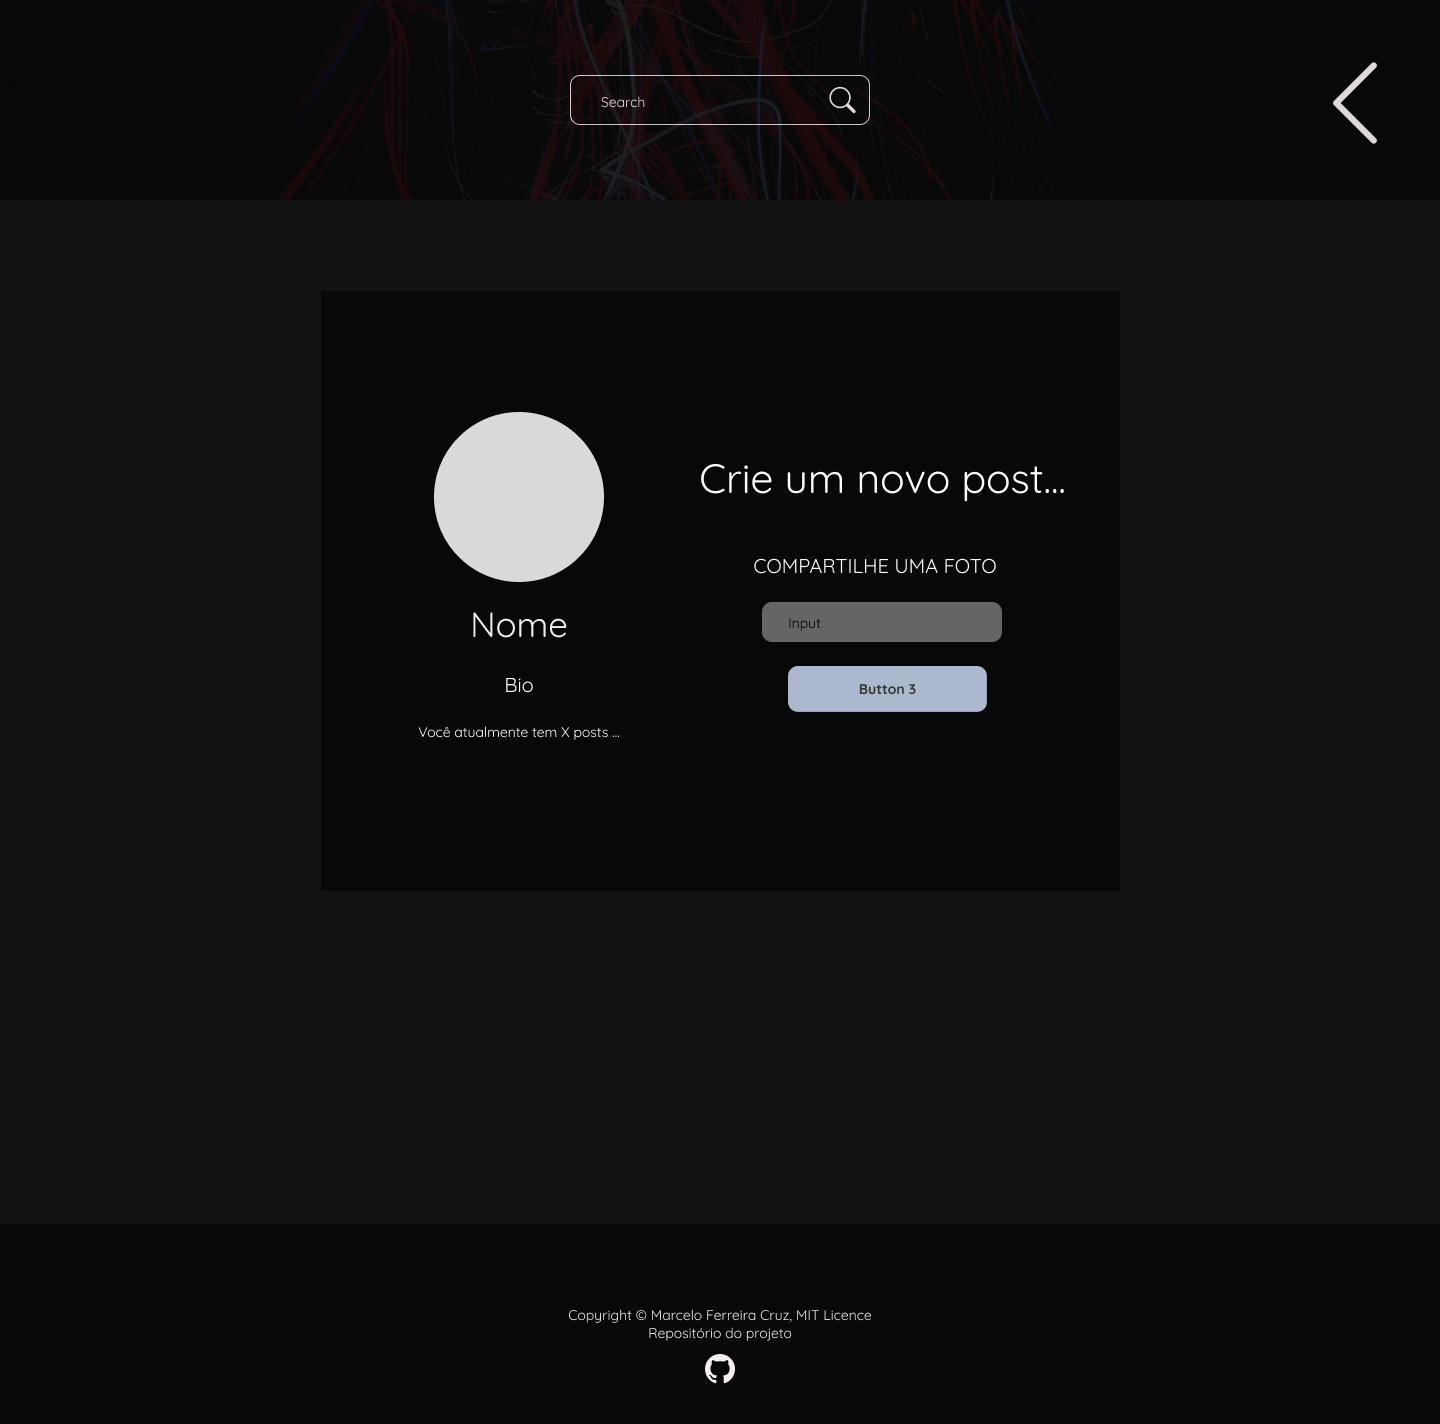 Search
Crie um novo post...
COMPARTILHE UMA FOTO
Input
Button 3
Nome
Bio
Você atualmente tem X posts ...
Copyright © Marcelo Ferreira Cruz, MIT Licence
Repositório do projeto